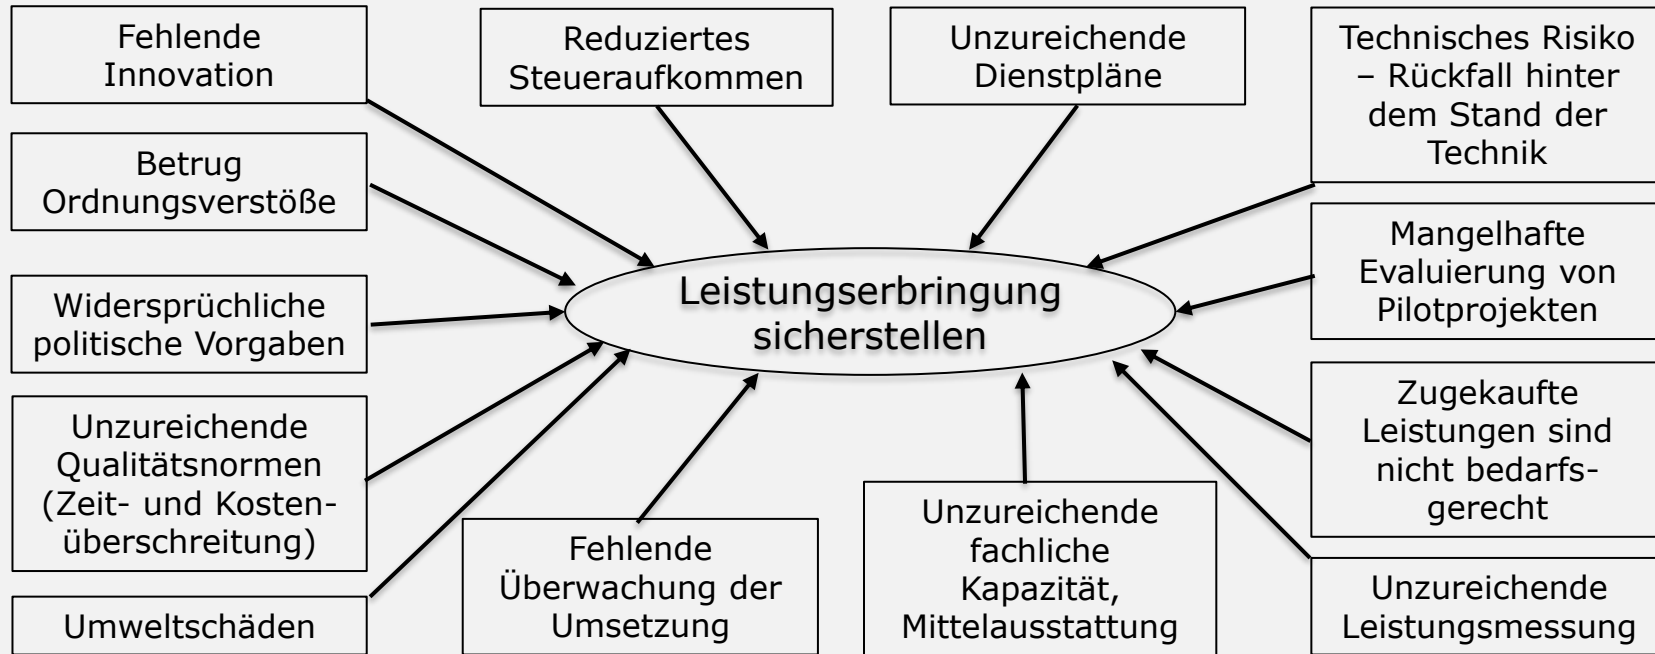 Fehlende
Innovation
Reduziertes
Steueraufkommen
Unzureichende
Dienstpläne
Technisches Risiko
– Rückfall hinter
dem Stand der
Technik
Betrug
Ordnungsverstöße
Mangelhafte
Evaluierung von
Pilotprojekten
Leistungserbringung
sicherstellen
Widersprüchliche
politische Vorgaben
Zugekaufte
Leistungen sind
nicht bedarfs-
gerecht
Unzureichende
Qualitätsnormen
(Zeit- und Kosten-
überschreitung)
Fehlende
Überwachung der
Umsetzung
Unzureichende
fachliche
Kapazität,
Mittelausstattung
Unzureichende
Leistungsmessung
Umweltschäden